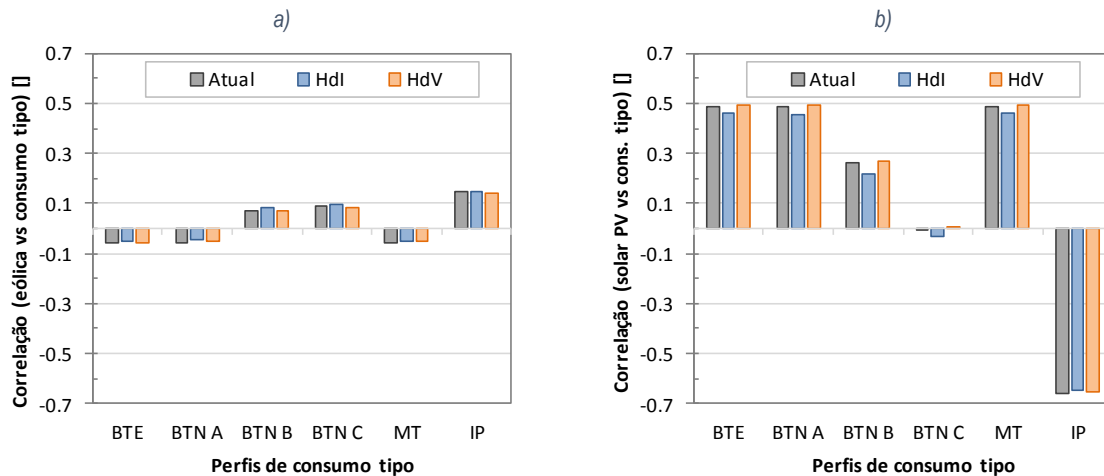 a)
Correlação (eólica vs consumo tipo) []
0.7
0.5
0.3
0.1
-0.1
-0.3
-0.5
-0.7
Atual HdI HdV
BTE BTN A BTN B BTN C MT IP
Perfis de consumo tipo
b)
Correlação (solar PV vs cons. tipo) []
0.7
0.5
0.3
0.1
-0.1
-0.3
-0.5
-0.7
Atual HdI HdV
BTE BTN A BTN B BTN C MT IP
Perfis de consumo tipo